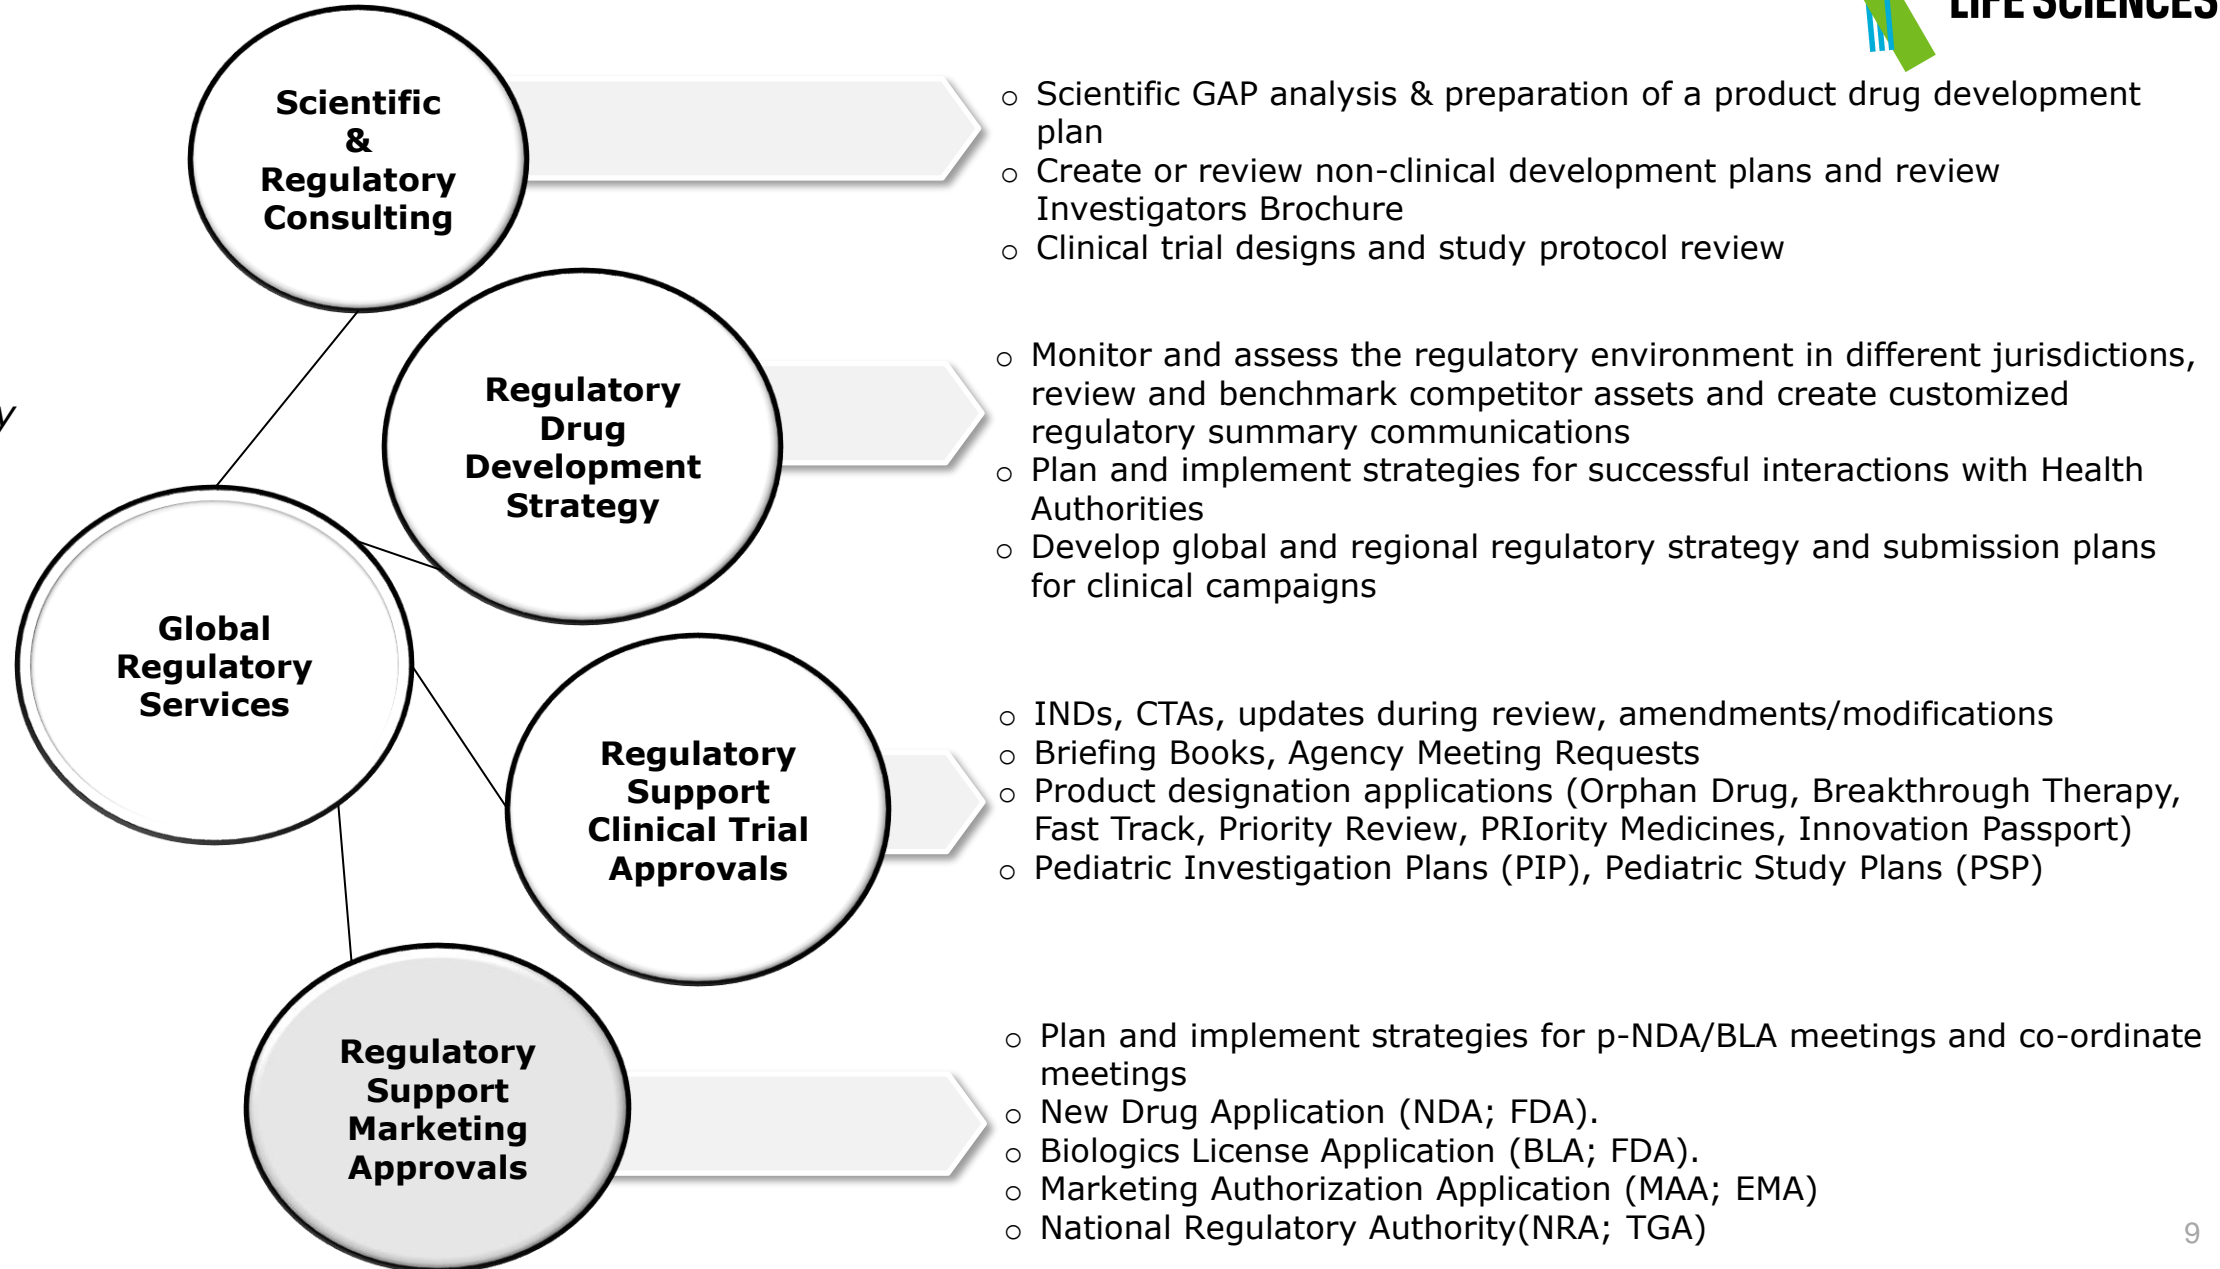 LIFE SCIENCES
Scientific
&
Regulatory
Consulting
○ Scientific GAP analysis & preparation of a product drug development
plan
○ Create or review non-clinical development plans and review
Investigators Brochure
○ Clinical trial designs and study protocol review
Regulatory
Drug
Development
Strategy
○ Monitor and assess the regulatory environment in different jurisdictions,
review and benchmark competitor assets and create customized
regulatory summary communications
○ Plan and implement strategies for successful interactions with Health
Authorities
○ Develop global and regional regulatory strategy and submission plans
for clinical campaigns
y
Global
Regulatory
Services
Regulatory
Support
Clinical Trial
Approvals
○ INDs, CTAs, updates during review, amendments/modifications
○ Briefing Books, Agency Meeting Requests
○ Product designation applications (Orphan Drug, Breakthrough Therapy,
Fast Track, Priority Review, PRIority Medicines, Innovation Passport)
○ Pediatric Investigation Plans (PIP), Pediatric Study Plans (PSP)
Regulatory
Support
Marketing
Approvals
○ Plan and implement strategies for p-NDA/BLA meetings and co-ordinate
meetings
○ New Drug Application (NDA; FDA).
○ Biologics License Application (BLA; FDA).
○ Marketing Authorization Application (MAA; EMA)
○ National Regulatory Authority(NRA; TGA)
9